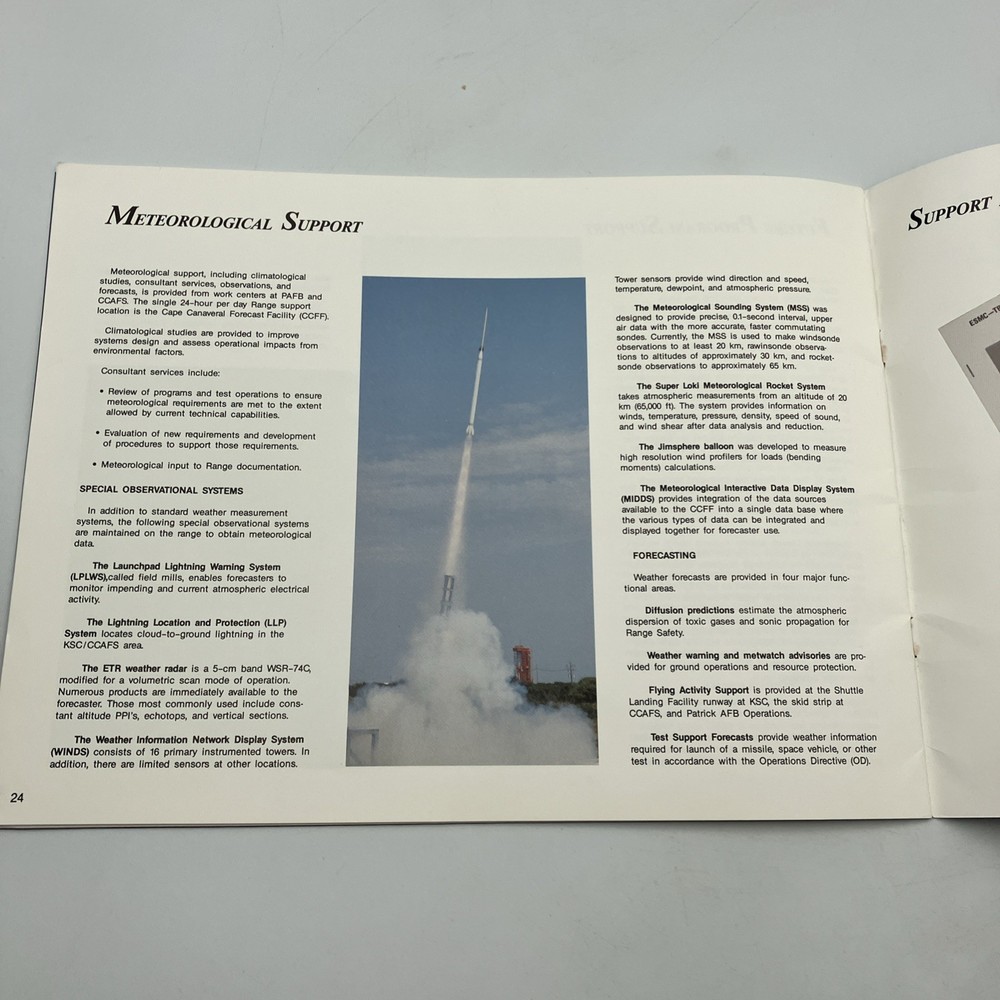 METEOROLOGICAL SUPPORT
Meteorological support, including climatological
studies, consultant services, observations, and
forecasts, is provided from work centers at PAFB and
CCAFS. The single 24-hour per day Range support
location is the Cape Canaveral Forecast Facility (CCFF).
Climatological studies are provided to improve
systems design and assess operational impacts from
environmental factors.
Consultant services include:
• Review of programs and test operations to ensure
meteorological requirements are met to the extent
allowed by current technical capabilities.
• Evaluation of new requirements and development
of procedures to support those requirements.
• Meteorological input to Range documentation.
SPECIAL OBSERVATIONAL SYSTEMS
In addition to standard weather measurement
systems, the following special observational systems
are maintained on the range to obtain meteorological
data.
The Launchpad Lightning Warning System
(LPLWS),called field mills, enables forecasters to
monitor impending and current atmospheric electrical
activity.
The Lightning Location and Protection (LLP)
System locates cloud-to-ground lightning in the
KSC/CCAFS area.
The ETR weather radar is a 5-cm band WSR-74C,
modified for a volumetric scan mode of operation.
Numerous products are immediately available to the
forecaster. Those most commonly used include cons-
tant altitude PPI's, echotops, and vertical sections.
The Weather Information Network Display System
(WINDS) consists of 16 primary instrumented towers. In
addition, there are limited sensors at other locations.
24
Tower sensors provide wind direction and speed,
temperature, dewpoint, and atmospheric pressure.
The Meteorological Sounding System (MSS) was
designed to provide precise, 0.1-second interval, upper
air data with the more accurate, faster commutating
sondes. Currently, the MSS is used to make windsonde
observations to at least 20 km, rawinsonde observa-
tions to altitudes of approximately 30 km, and rocket-
sonde observations to approximately 65 km.
The Super Loki Meteorological Rocket System
takes atmospheric measurements from an altitude of 20
km (65,000 ft). The system provides information on
winds, temperature, pressure, density, speed of sound,
and wind shear after data analysis and reduction.
The Jimsphere balloon was developed to measure
high resolution wind profilers for loads (bending
moments) calculations.
The Meteorological Interactive Data Display System
(MIDDS) provides integration of the data sources
available to the CCFF into a single data base where
the various types of data can be integrated and
displayed together for forecaster use.
FORECASTING
Weather forecasts are provided in four major func-
tional areas.
Diffusion predictions estimate the atmospheric
dispersion of toxic gases and sonic propagation for
Range Safety.
Weather warning and metwatch advisories are pro-
vided for ground operations and resource protection.
Flying Activity Support is provided at the Shuttle
Landing Facility runway at KSC, the skid strip at
CCAFS, and Patrick AFB Operations.
Test Support Forecasts provide weather information
required for launch of a missile, space vehicle, or other
test in accordance with the Operations Directive (OD).
SUPPORT